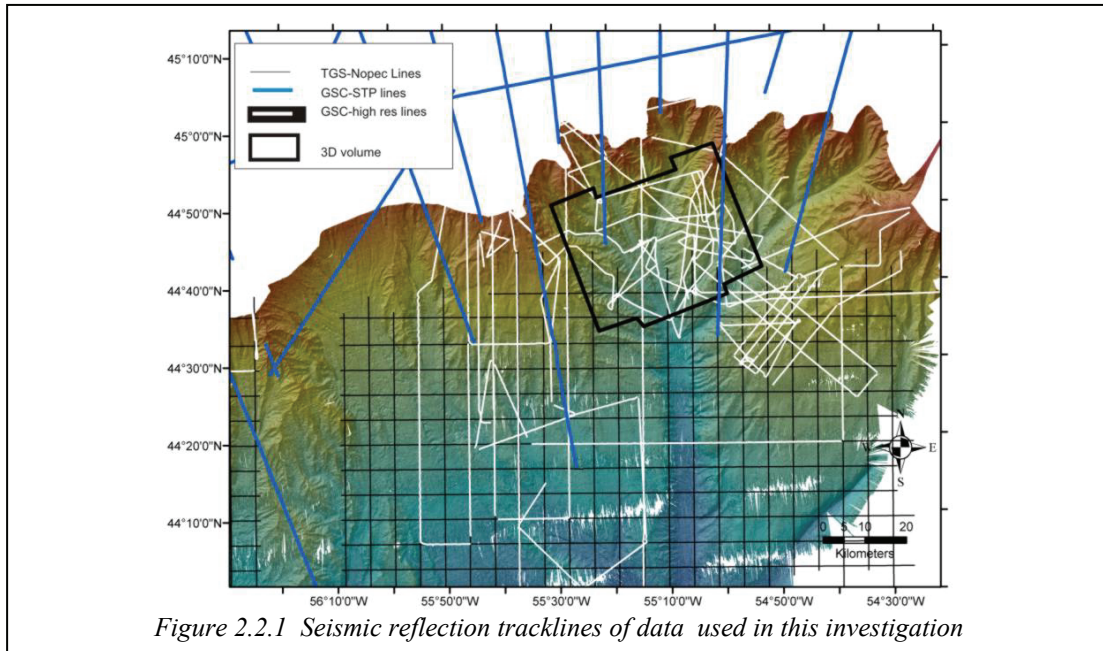 45°10'0"N
45°0'0"N
44°50'0"N
44°40'0"N
44°30'0"N
44°20'0"N
44°10'0"N
TGS-Nopec Lines
GSC-STP lines
GSC-high res lines
3D volume
N
W E
S
0 5 10 20
Kilometers
56°10'0"W 55°50'0"W 55°30'0"W 55°10'0"W 54°50'0"W 54°30'0"W
Figure 2.2.1 Seismic reflection tracklines of data used in this investigation